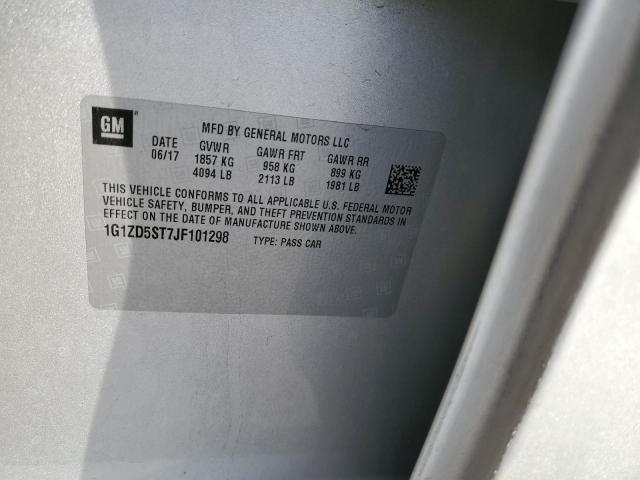 GM
MFD BY GENERAL MOTORS LLC
DATE GVWR GAWR FRT GAWR RR
06/17 1857 KG 958 KG 899 KG
4094 LB 2113 LB 1981 LB
THIS VEHICLE CONFORMS TO ALL APPLICABLE U.S. FEDERAL MOTOR
VEHICLE SAFETY, BUMPER, AND THEFT PREVENTION STANDARDS IN
EFFECT ON THE DATE OF MANUFACTURE SHOWN ABOVE.
1G1ZD5ST7JF101298 TYPE: PASS CAR